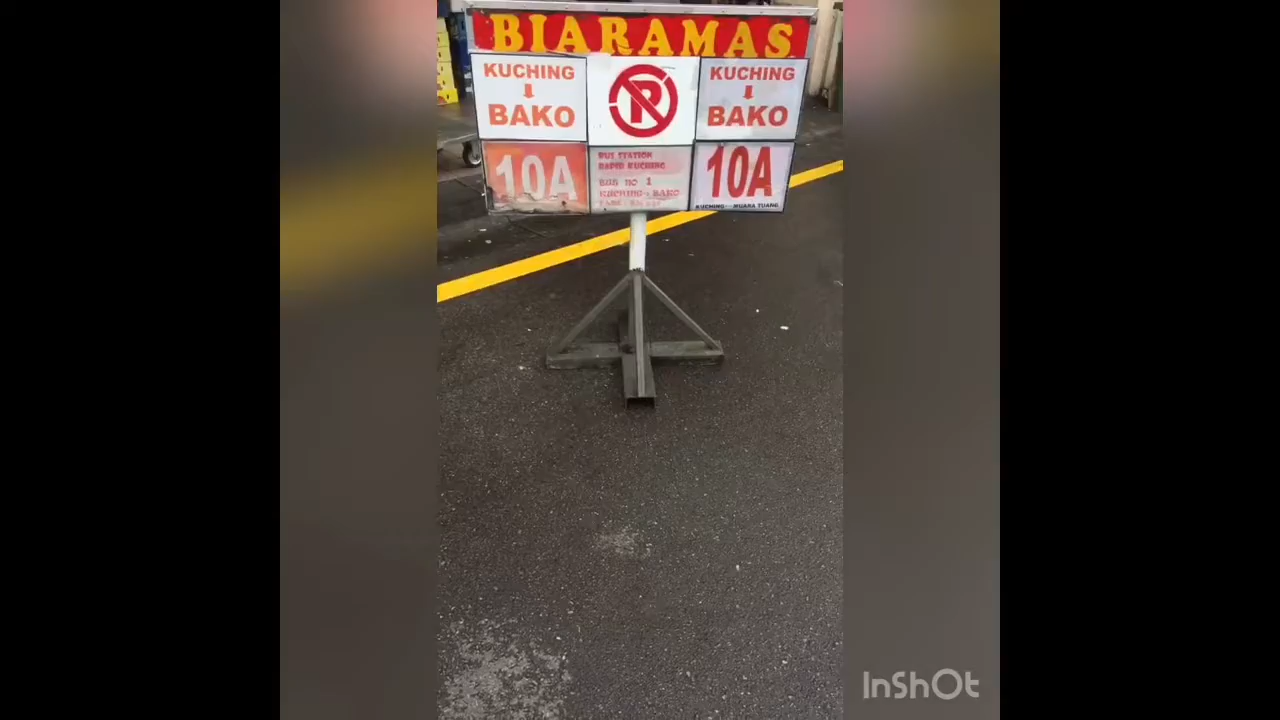 BIARAMAS
KUCHING
BAKO
P
KUCHING
BAKO
10A
BUS STATION
RAPID KUCHING
BUS NO 1
KUCHING - BAKO
10A
KUCHING - MUARA TUANG
InShOt